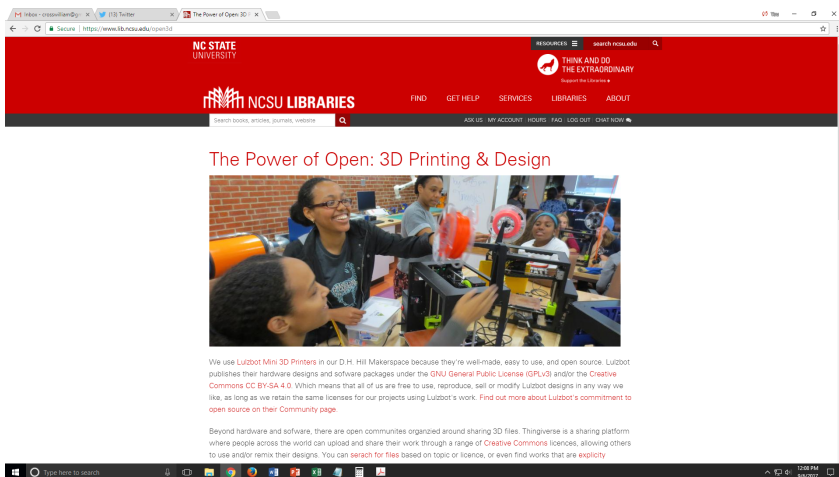 Inbox - crosswilliam@g
(13) Twitter
The Power of Open: 3D P
Secure | https://www.lib.ncsu.edu/open3d
NC STATE
UNIVERSITY
RESOURCES
search ncsu.edu
THINK AND DO
THE EXTRAORDINARY
Support the Libraries
NCSU LIBRARIES
FIND GET HELP SERVICES LIBRARIES ABOUT
Search books, articles, journals, website
ASK US MY ACCOUNT HOURS FAQ LOG OUT CHAT NOW
The Power of Open: 3D Printing & Design
We use Lulzbot Mini 3D Printers in our D.H. Hill Makerspace because they're well-made, easy to use, and open source. Lulzbot
publishes their hardware designs and sofware packages under the GNU General Public License (GPLv3) and/or the Creative
Commons CC BY-SA 4.0. Which means that all of us are free to use, reproduce, sell or modify Lulzbot designs in any way we
like, as long as we retain the same licenses for our projects using Lulzbot's work. Find out more about Lulzbot's commitment to
open source on their Community page.
Beyond hardware and sofware, there are open communites organzied around sharing 3D files. Thingiverse is a sharing platform
where people across the world can upload and share their work through a range of Creative Commons licences, allowing others
to use and/or remix their designs. You can serach for files based on topic or licence, or even find works that are explicity
Type here to search
12:08 PM
9/6/2017